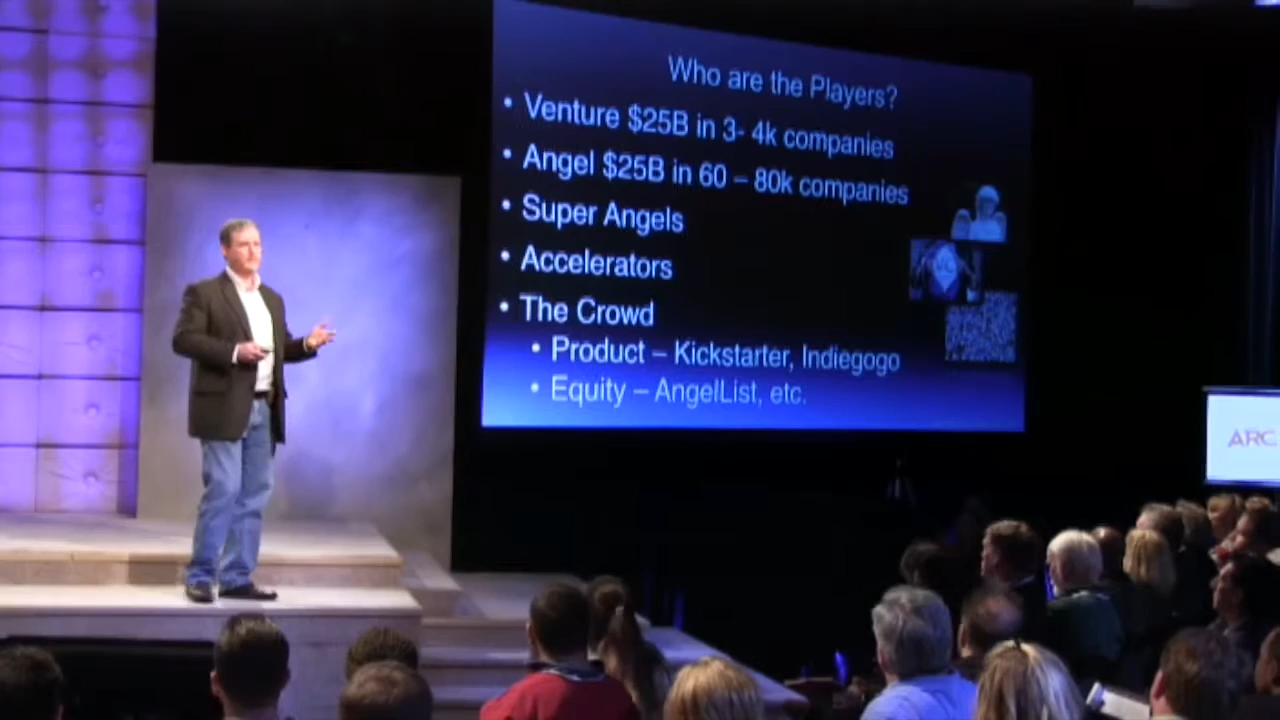 Who are the Players?
• Venture $25B in 3- 4k companies
• Angel $25B in 60 – 80k companies
• Super Angels
• Accelerators
• The Crowd
• Product – Kickstarter, Indiegogo
• Equity – AngelList, etc.
VC
ARC